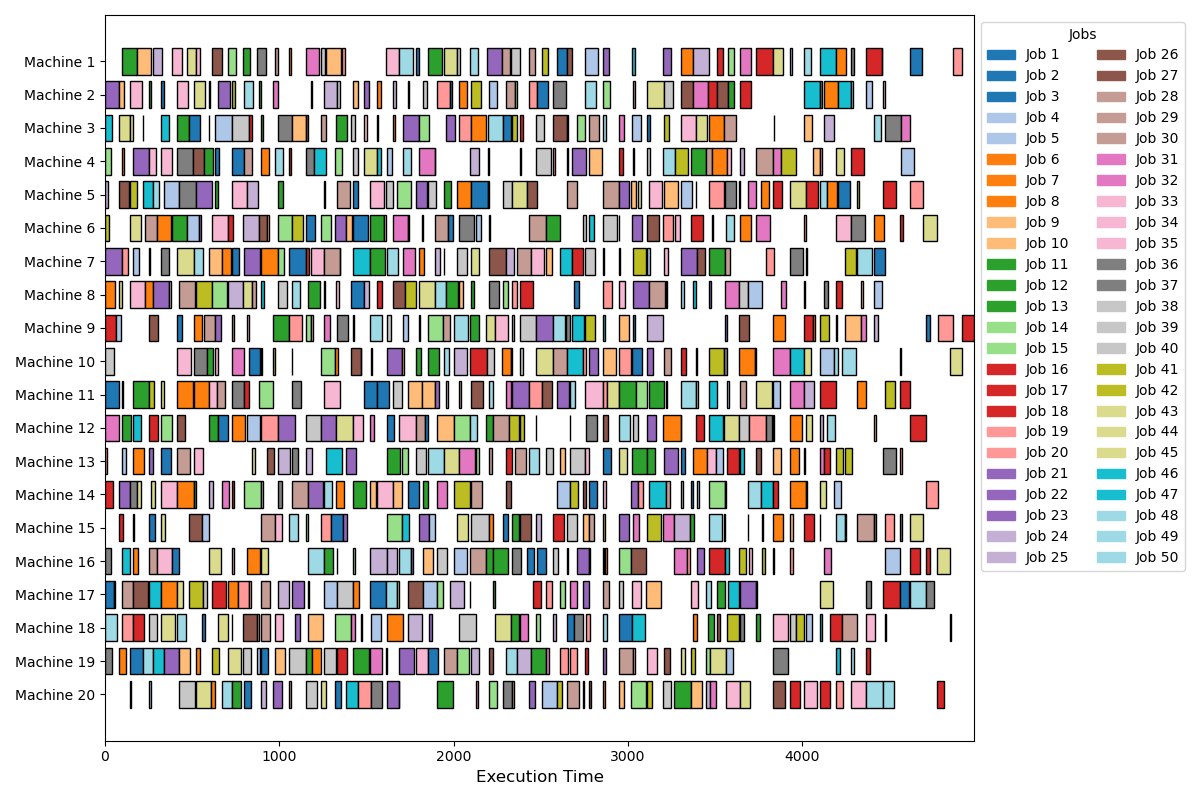 Machine 1
Machine 2
Machine 3
Machine 4
Machine 5
Machine 6
Machine 7
Machine 8
Machine 9
Machine 10
Machine 11
Machine 12
Machine 13
Machine 14
Machine 15
Machine 16
Machine 17
Machine 18
Machine 19
Machine 20
0 1000 2000 3000 4000
Execution Time
Jobs
Job 1 Job 26
Job 2 Job 27
Job 3 Job 28
Job 4 Job 29
Job 5 Job 30
Job 6 Job 31
Job 7 Job 32
Job 8 Job 33
Job 9 Job 34
Job 10 Job 35
Job 11 Job 36
Job 12 Job 37
Job 13 Job 38
Job 14 Job 39
Job 15 Job 40
Job 16 Job 41
Job 17 Job 42
Job 18 Job 43
Job 19 Job 44
Job 20 Job 45
Job 21 Job 46
Job 22 Job 47
Job 23 Job 48
Job 24 Job 49
Job 25 Job 50